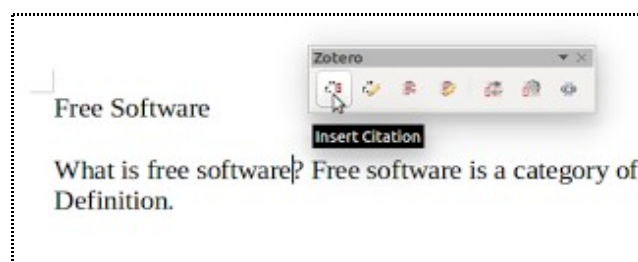 Zotero
Free Software
Insert Citation
What is free software? Free software is a category of
Definition.